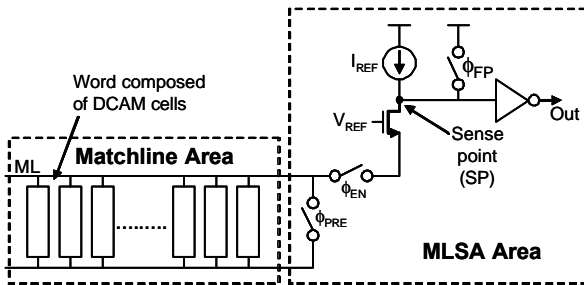 Word composed
of DCAM cells
Matchline Area
ML
I_REF
ϕ_FP
V_REF
Out
Sense
point
(SP)
ϕ_EN
ϕ_PRE
MLSA Area